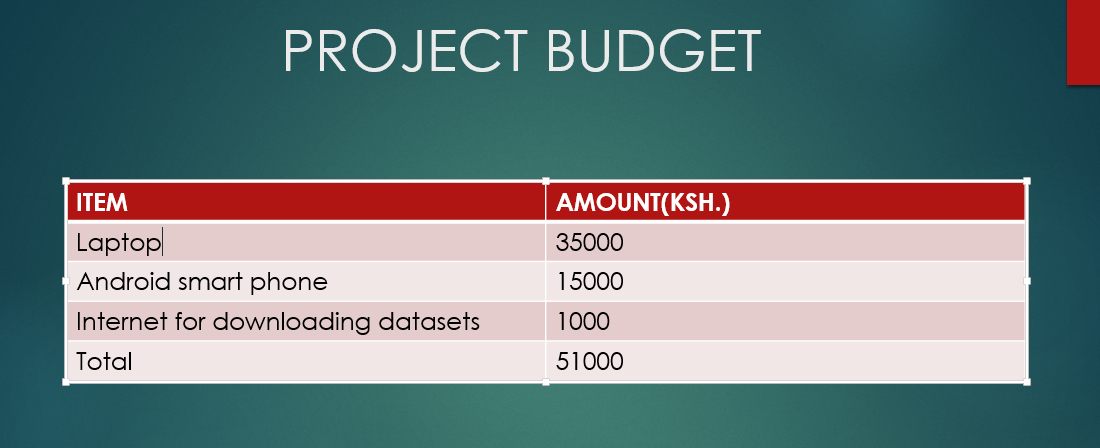 PROJECT BUDGET
ITEM AMOUNT(KSH.)
Laptop 35000
Android smart phone 15000
Internet for downloading datasets 1000
Total 51000